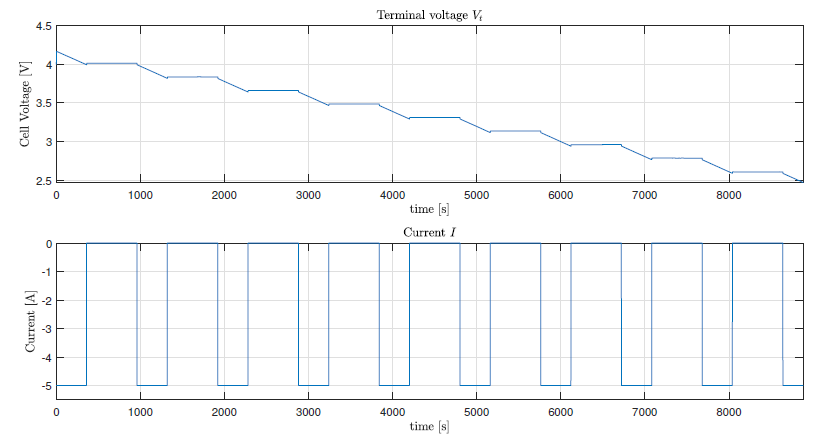 Terminal voltage Vt
4.5
4
3.5
3
2.5
Cell Voltage [V]
0 1000 2000 3000 4000 5000 6000 7000 8000
time [s]
Current I
0
-1
-2
-3
-4
-5
Current [A]
0 1000 2000 3000 4000 5000 6000 7000 8000
time [s]